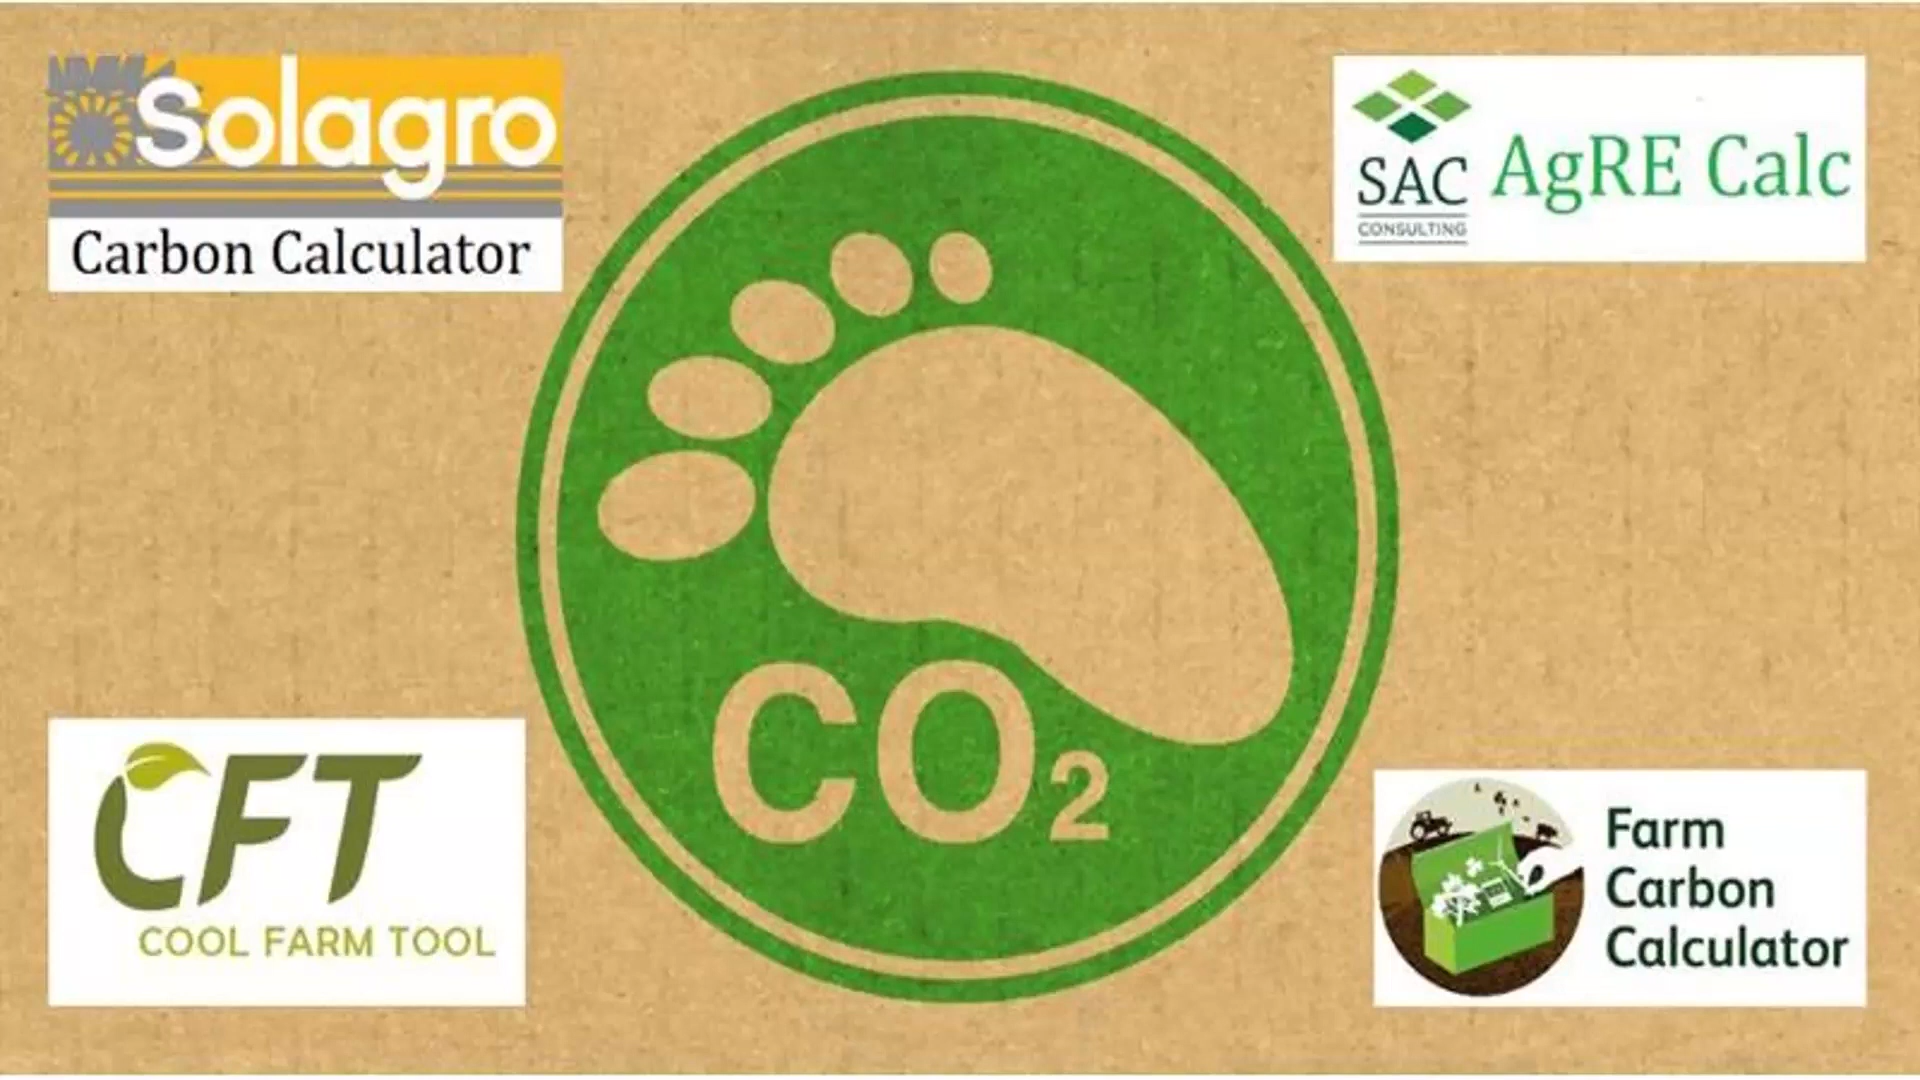 Solagro
Carbon Calculator
SAC
CONSULTING
AgRE Calc
CO2
CFT
COOL FARM TOOL
Farm
Carbon
Calculator